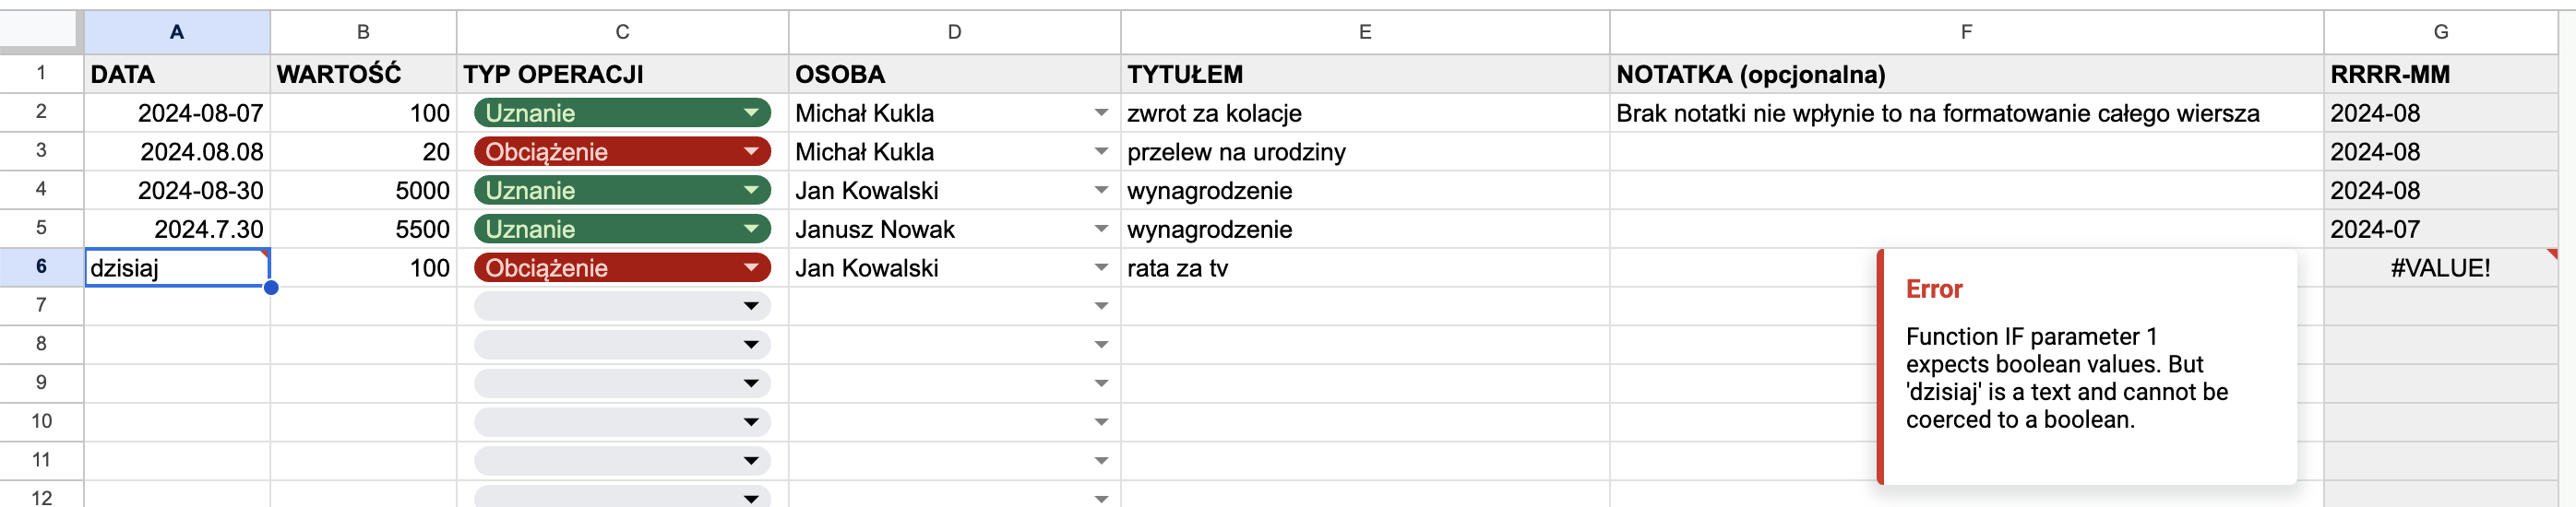 A B C D E F G
1 DATA WARTOŚĆ TYP OPERACJI OSOBA TYTUŁEM NOTATKA (opcjonalna) RRRR-MM
2 2024-08-07 100 Uznanie Michał Kukla zwrot za kolacje Brak notatki nie wpłynie to na formatowanie całego wiersza 2024-08
3 2024.08.08 20 Obciążenie Michał Kukla przelew na urodziny 2024-08
4 2024-08-30 5000 Uznanie Jan Kowalski wynagrodzenie 2024-08
5 2024.7.30 5500 Uznanie Janusz Nowak wynagrodzenie 2024-07
6 dzisiaj 100 Obciążenie Jan Kowalski rata za tv #VALUE!
7
8
9
10
11
12
Error
Function IF parameter 1
expects boolean values. But
'dzisiaj' is a text and cannot be
coerced to a boolean.